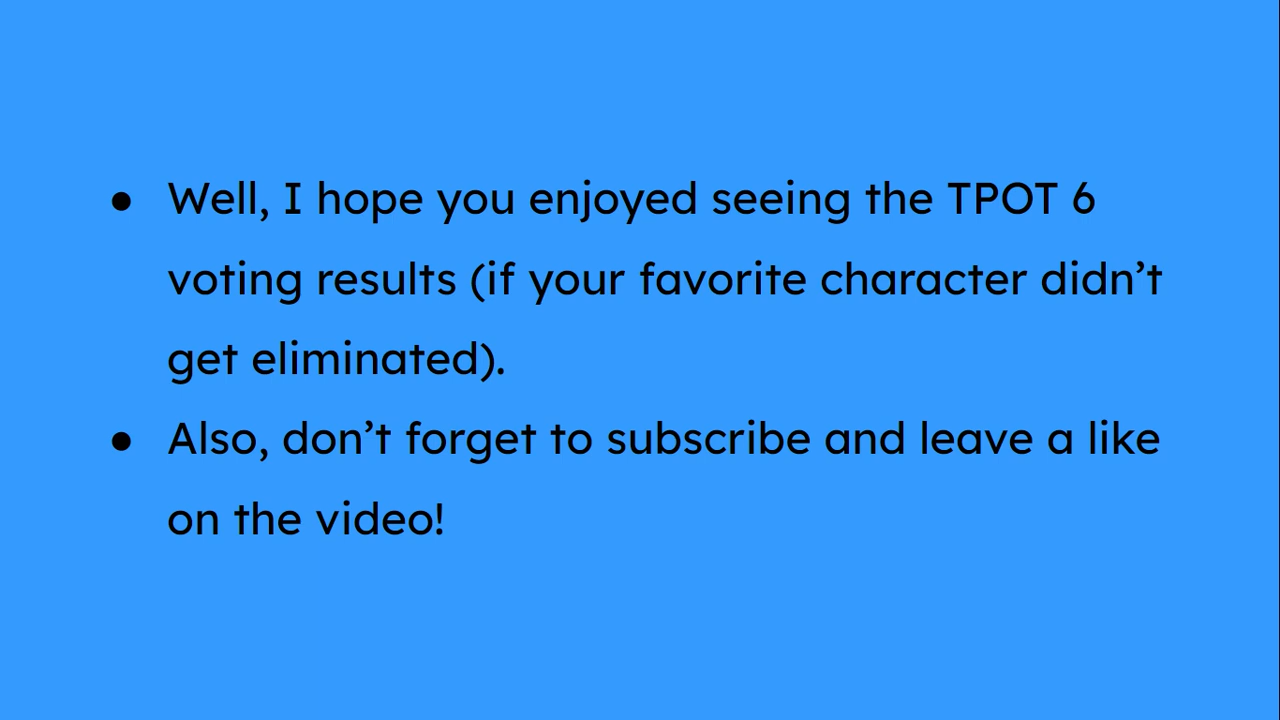 ● Well, I hope you enjoyed seeing the TPOT 6
voting results (if your favorite character didn’t
get eliminated).
● Also, don’t forget to subscribe and leave a like
on the video!